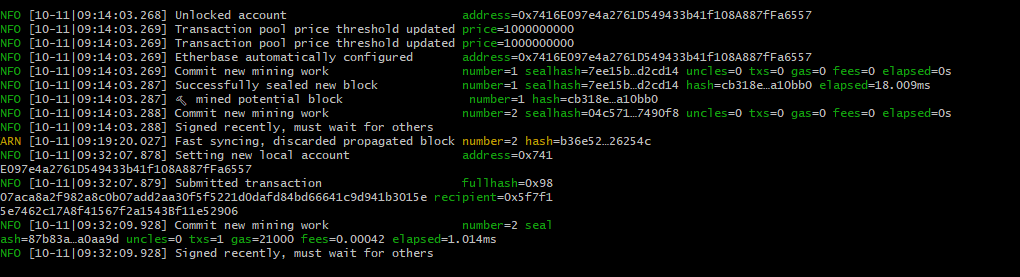 NFO [10-11|09:14:03.268] Unlocked account address=0x7416E097e4a2761D549433b41f108A887fFa6557
NFO [10-11|09:14:03.269] Transaction pool price threshold updated price=1000000000
NFO [10-11|09:14:03.269] Transaction pool price threshold updated price=1000000000
NFO [10-11|09:14:03.269] Etherbase automatically configured address=0x7416E097e4a2761D549433b41f108A887fFa6557
NFO [10-11|09:14:03.269] Commit new mining work number=1 sealhash=7ee15b…d2cd14 uncles=0 txs=0 gas=0 fees=0 elapsed=0s
NFO [10-11|09:14:03.287] Successfully sealed new block number=1 sealhash=7ee15b…d2cd14 hash=cb318e…a10bb0 elapsed=18.009ms
NFO [10-11|09:14:03.287] 🔨 mined potential block number=1 hash=cb318e…a10bb0
NFO [10-11|09:14:03.288] Commit new mining work number=2 sealhash=04c571…7490f8 uncles=0 txs=0 gas=0 fees=0 elapsed=0s
NFO [10-11|09:14:03.288] Signed recently, must wait for others
ARN [10-11|09:19:20.027] Fast syncing, discarded propagated block number=2 hash=b36e52…26254c
NFO [10-11|09:32:07.878] Setting new local account address=0x741
E097e4a2761D549433b41f108A887fFa6557
NFO [10-11|09:32:07.879] Submitted transaction fullhash=0x98
07aca8a2f982a8c0b07add2aa30f5f5221d0dafd84bd66641c9d941b3015e recipient=0x5f7f1
5e7462c17A8f41567f2a1543Bf11e52906
NFO [10-11|09:32:09.928] Commit new mining work number=2 seal
ash=87b83a…a0aa9d uncles=0 txs=1 gas=21000 fees=0.00042 elapsed=1.014ms
NFO [10-11|09:32:09.928] Signed recently, must wait for others